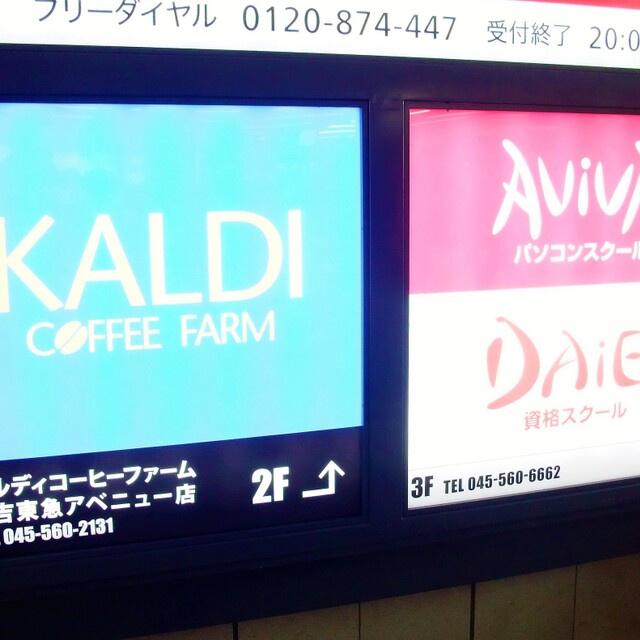 フリーダイヤル 0120-874-447 受付終了 20:0
KALDI
COFFEE FARM
ルディコーヒーファーム
吉東急アベニュー店
045-560-2131
2F
AViVA
パソコンスクール
DAiE
資格スクール
3F TEL 045-560-6662